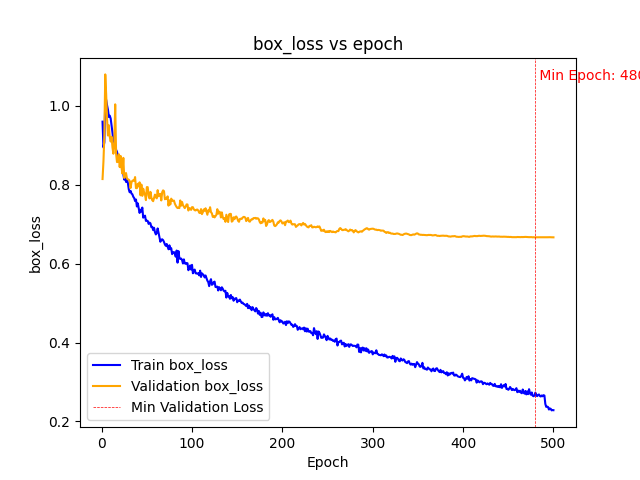 box_loss vs epoch
Min Epoch: 480
1.0
0.8
0.6
0.4
0.2
box_loss
Train box_loss
Validation box_loss
Min Validation Loss
0
100
200
300
400
500
Epoch